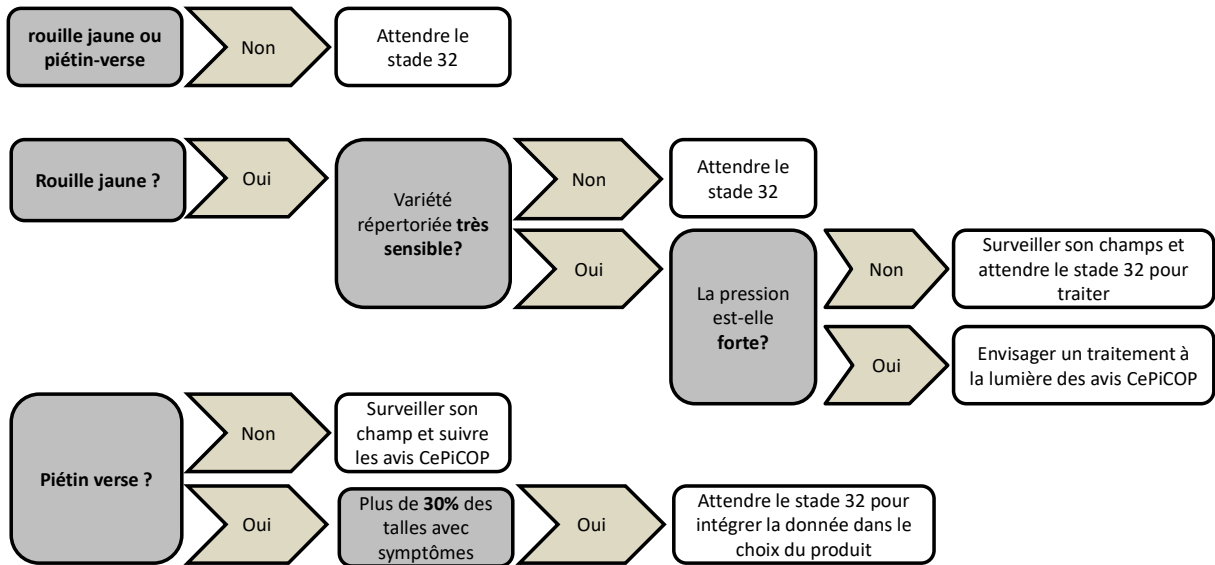 rouille jaune ou
piétin-verse
Non
Attendre le
stade 32
Rouille jaune ?
Oui
Variété
répertoriée très
sensible?
Non
Attendre le
stade 32
Oui
La pression
est-elle
forte?
Non
Surveiller son champs et
attendre le stade 32 pour
traiter
Oui
Envisager un traitement à
la lumière des avis CePiCOP
Piétin verse ?
Non
Surveiller son
champ et suivre
les avis CePiCOP
Oui
Plus de 30% des
talles avec
symptômes
Oui
Attendre le stade 32 pour
intégrer la donnée dans le
choix du produit